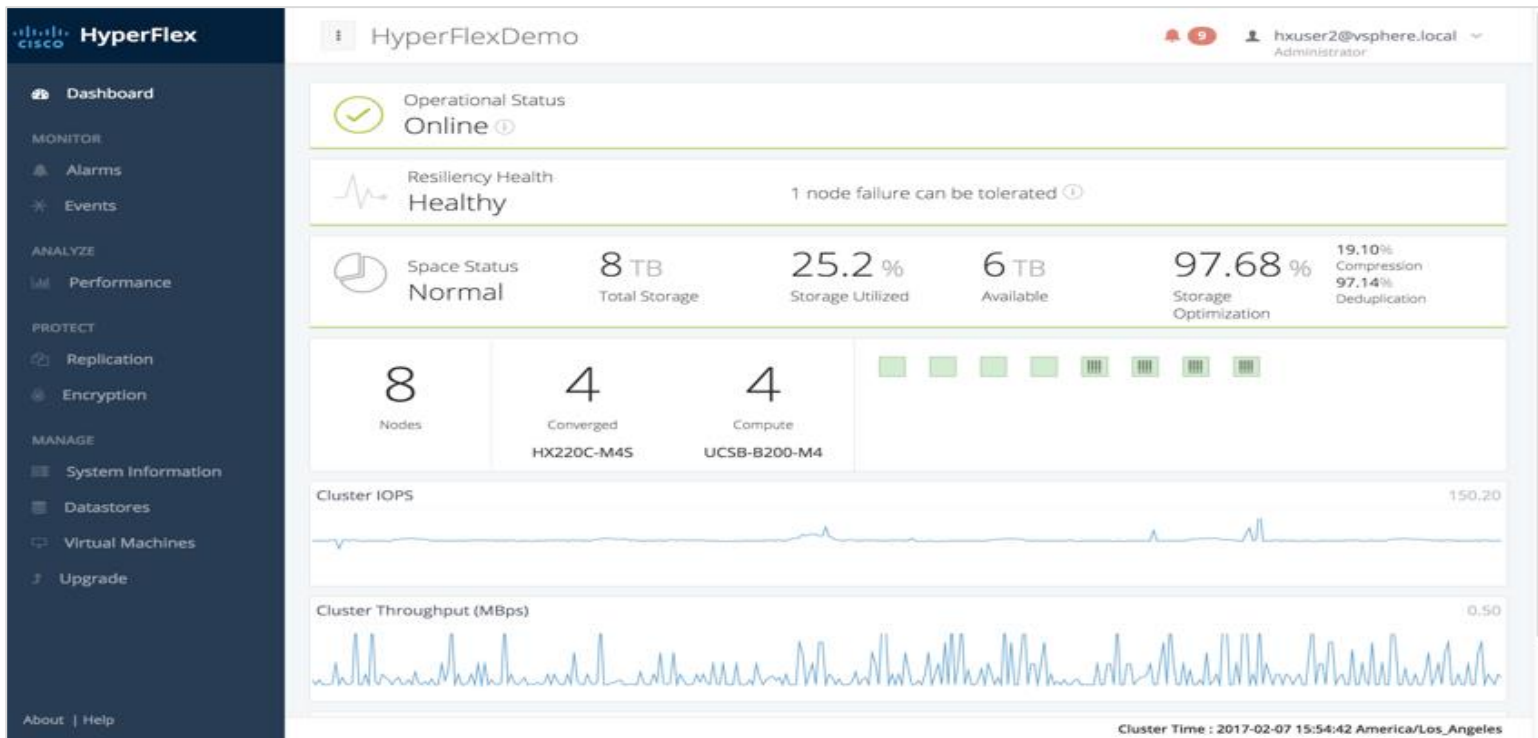 cisco HyperFlex
HyperFlexDemo
9
hxuser2@vsphere.local
Administrator
Dashboard
MONITOR
Alarms
Events
ANALYZE
Performance
PROTECT
Replication
Encryption
MANAGE
System Information
Datastores
Virtual Machines
Upgrade
About | Help
Operational Status
Online
Resiliency Health
Healthy
1 node failure can be tolerated
Space Status
Normal
8 TB
Total Storage
25.2 %
Storage Utilized
6 TB
Available
97.68 %
Storage
Optimization
19.10%
Compression
97.14%
Deduplication
8
Nodes
4
Converged
HX220C-M4S
4
Compute
UCSB-B200-M4
Cluster IOPS
150.20
Cluster Throughput (MBps)
0.50
Cluster Time : 2017-02-07 15:54:42 America/Los_Angeles